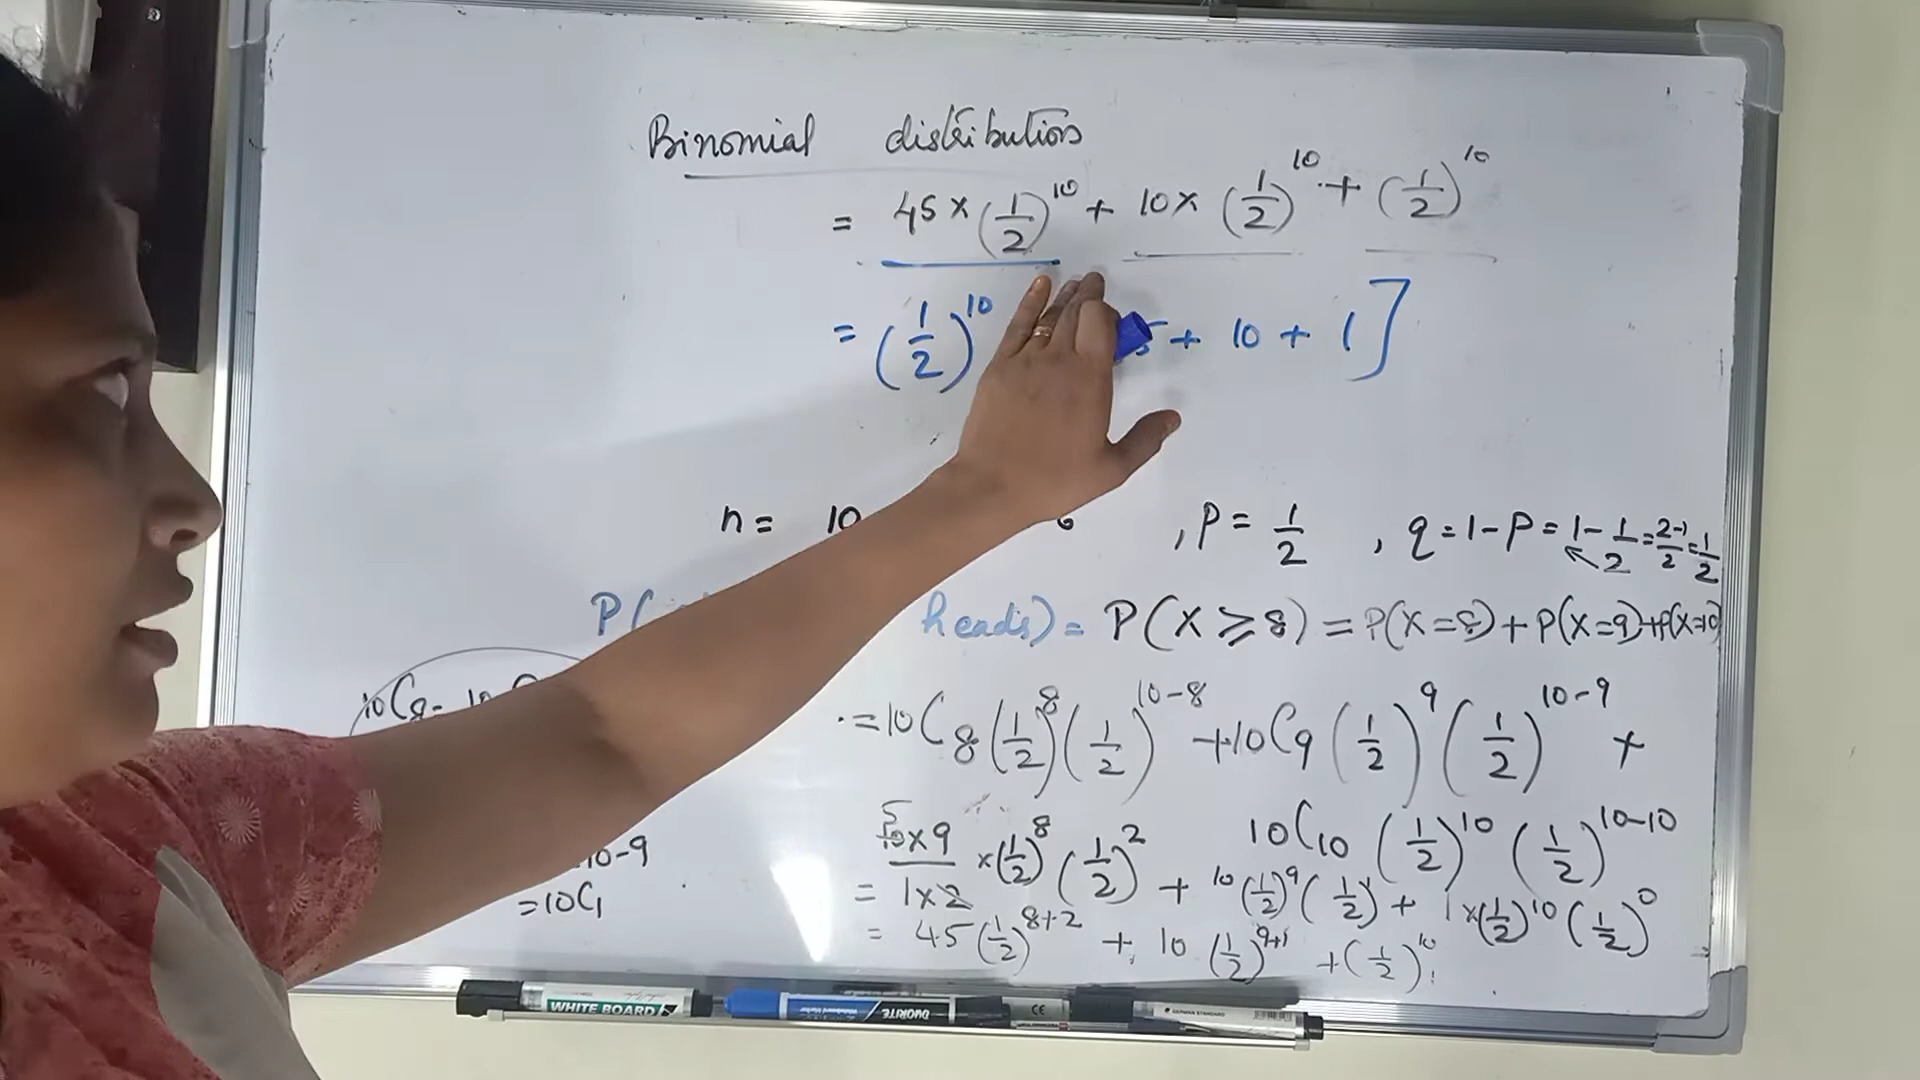 Binomial distribution
= 45 × (1/2)^10 + 10 × (1/2)^10 + (1/2)^10
= (1/2)^10 5 + 10 + 1]
n = 10 , p = 1/2 , q = 1 - p = 1 - 1/2 = 2-1/2 = 1/2
P( heads) = P(X ≥ 8) = P(X = 8) + P(X = 9) + P(X = 10)
10C8
= 10C8 (1/2)^8 (1/2)^10-8 + 10C9 (1/2)^9 (1/2)^10-9 +
10C10 (1/2)^10 (1/2)^10-10
10-9
= 10C1
= 5 10×9/1×2 × (1/2)^8 (1/2)^2 + 10 (1/2)^9 (1/2)^1 + 1 × (1/2)^10 (1/2)^0
= 45 (1/2)^8+2 + 10 (1/2)^9+1 + (1/2)^10
WHITE BOARD
CE
GERMAN STANDARD